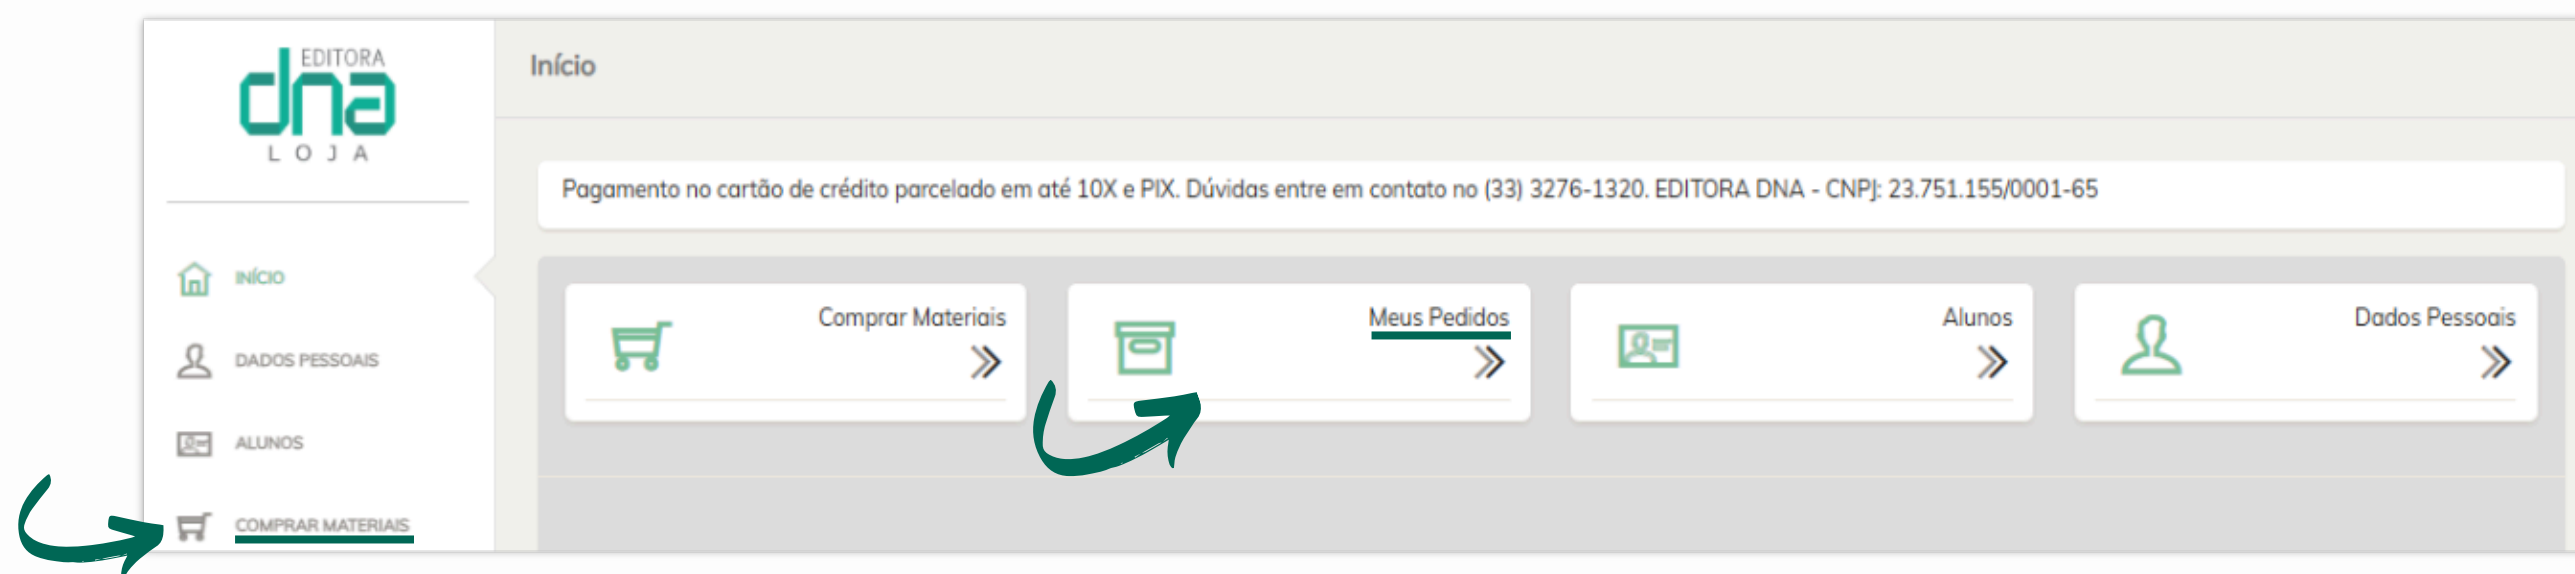 EDITORA
dna
LOJA
INÍCIO
DADOS PESSOAIS
ALUNOS
COMPRAR MATERIAIS
Início
Pagamento no cartão de crédito parcelado em até 10X e PIX. Dúvidas entre em contato no (33) 3276-1320. EDITORA DNA - CNPJ: 23.751.155/0001-65
Comprar Materiais
Meus Pedidos
Alunos
Dados Pessoais